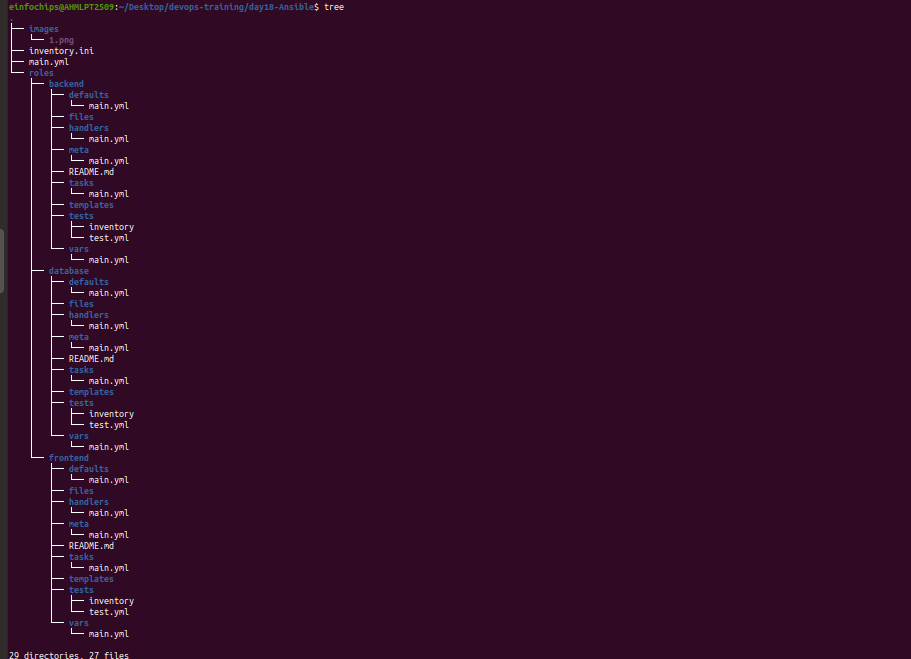 einfochips@AHMLPT2509:~/Desktop/devops-training/day18-Ansible$ tree
.
├── images
│   └── 1.png
├── inventory.ini
├── main.yml
└── roles
    ├── backend
    │   ├── defaults
    │   │   └── main.yml
    │   ├── files
    │   ├── handlers
    │   │   └── main.yml
    │   ├── meta
    │   │   └── main.yml
    │   ├── README.md
    │   ├── tasks
    │   │   └── main.yml
    │   ├── templates
    │   ├── tests
    │   │   ├── inventory
    │   │   └── test.yml
    │   └── vars
    │       └── main.yml
    ├── database
    │   ├── defaults
    │   │   └── main.yml
    │   ├── files
    │   ├── handlers
    │   │   └── main.yml
    │   ├── meta
    │   │   └── main.yml
    │   ├── README.md
    │   ├── tasks
    │   │   └── main.yml
    │   ├── templates
    │   ├── tests
    │   │   ├── inventory
    │   │   └── test.yml
    │   └── vars
    │       └── main.yml
    └── frontend
        ├── defaults
        │   └── main.yml
        ├── files
        ├── handlers
        │   └── main.yml
        ├── meta
        │   └── main.yml
        ├── README.md
        ├── tasks
        │   └── main.yml
        ├── templates
        ├── tests
        │   ├── inventory
        │   └── test.yml
        └── vars
            └── main.yml

29 directories, 27 files